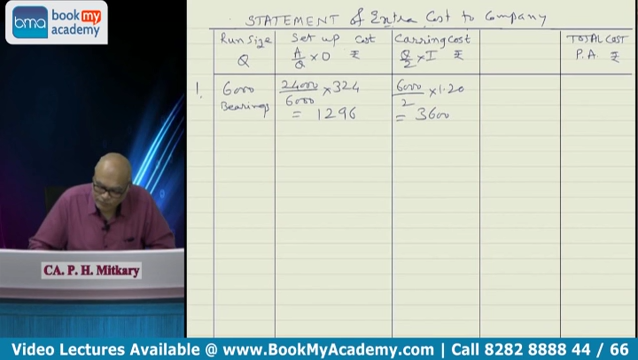 bma
book my
academy
STATEMENT of Extra Cost to Company
Run Size
Q
Set up Cost
A/Q × O ₹
Carring Cost
Q/2 × I ₹
TOTAL COST
P.A. ₹
1.
6000
Bearings
24000/6000 × 324
= 1296
6000/2 × 1.20
= 3600
CA. P. H. Mitkary
Video Lectures Available @ www.BookMyAcademy.com | Call 8282 8888 44 / 66